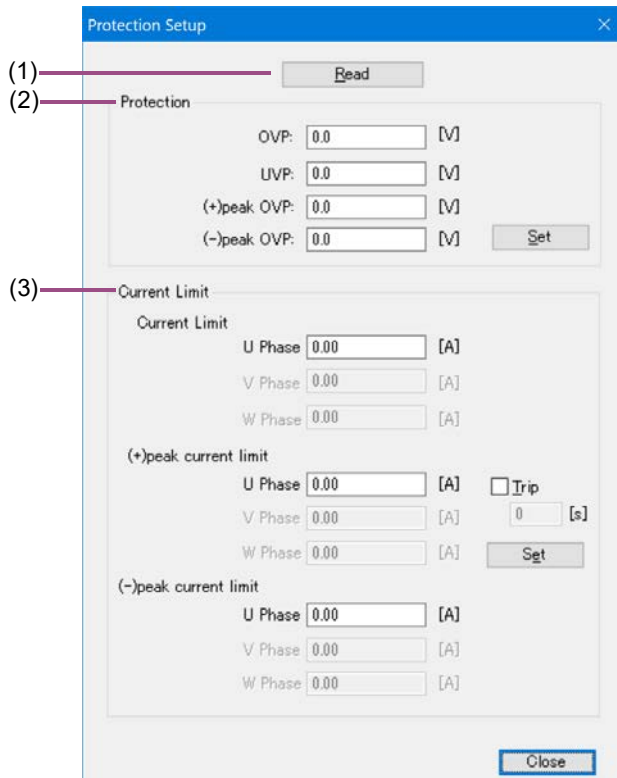 Protection Setup ×
(1) Read
(2) Protection
OVP: 0.0 [V]
UVP: 0.0 [V]
(+)peak OVP: 0.0 [V]
(-)peak OVP: 0.0 [V] Set
(3) Current Limit
Current Limit
U Phase 0.00 [A]
V Phase 0.00 [A]
W Phase 0.00 [A]
(+)peak current limit
U Phase 0.00 [A] Trip
V Phase 0.00 [A] 0 [s]
W Phase 0.00 [A] Set
(-)peak current limit
U Phase 0.00 [A]
V Phase 0.00 [A]
W Phase 0.00 [A]
Close